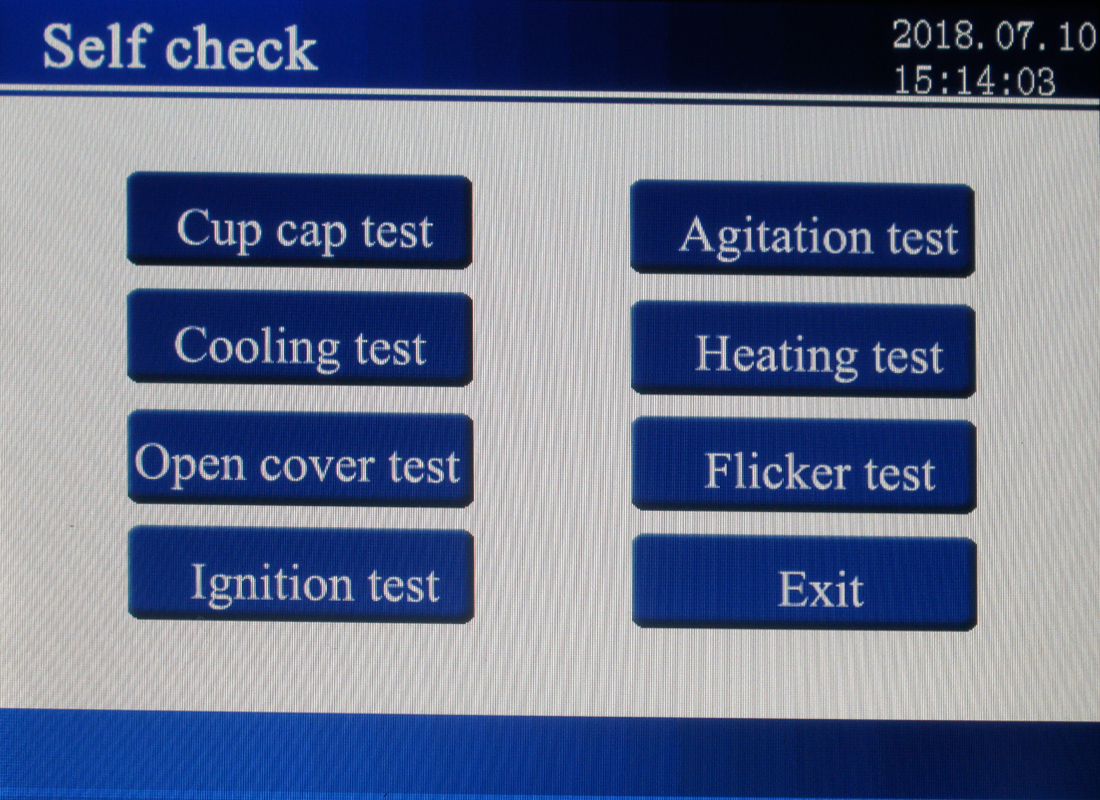 Self check
2018.07.10
15:14:03
Cup cap test
Agitation test
Cooling test
Heating test
Open cover test
Flicker test
Ignition test
Exit